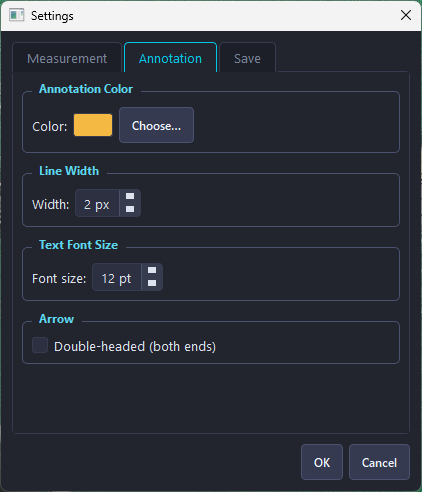 Settings
Measurement Annotation Save
Annotation Color
Color: Choose...
Line Width
Width: 2 px
Text Font Size
Font size: 12 pt
Arrow
Double-headed (both ends)
OK Cancel